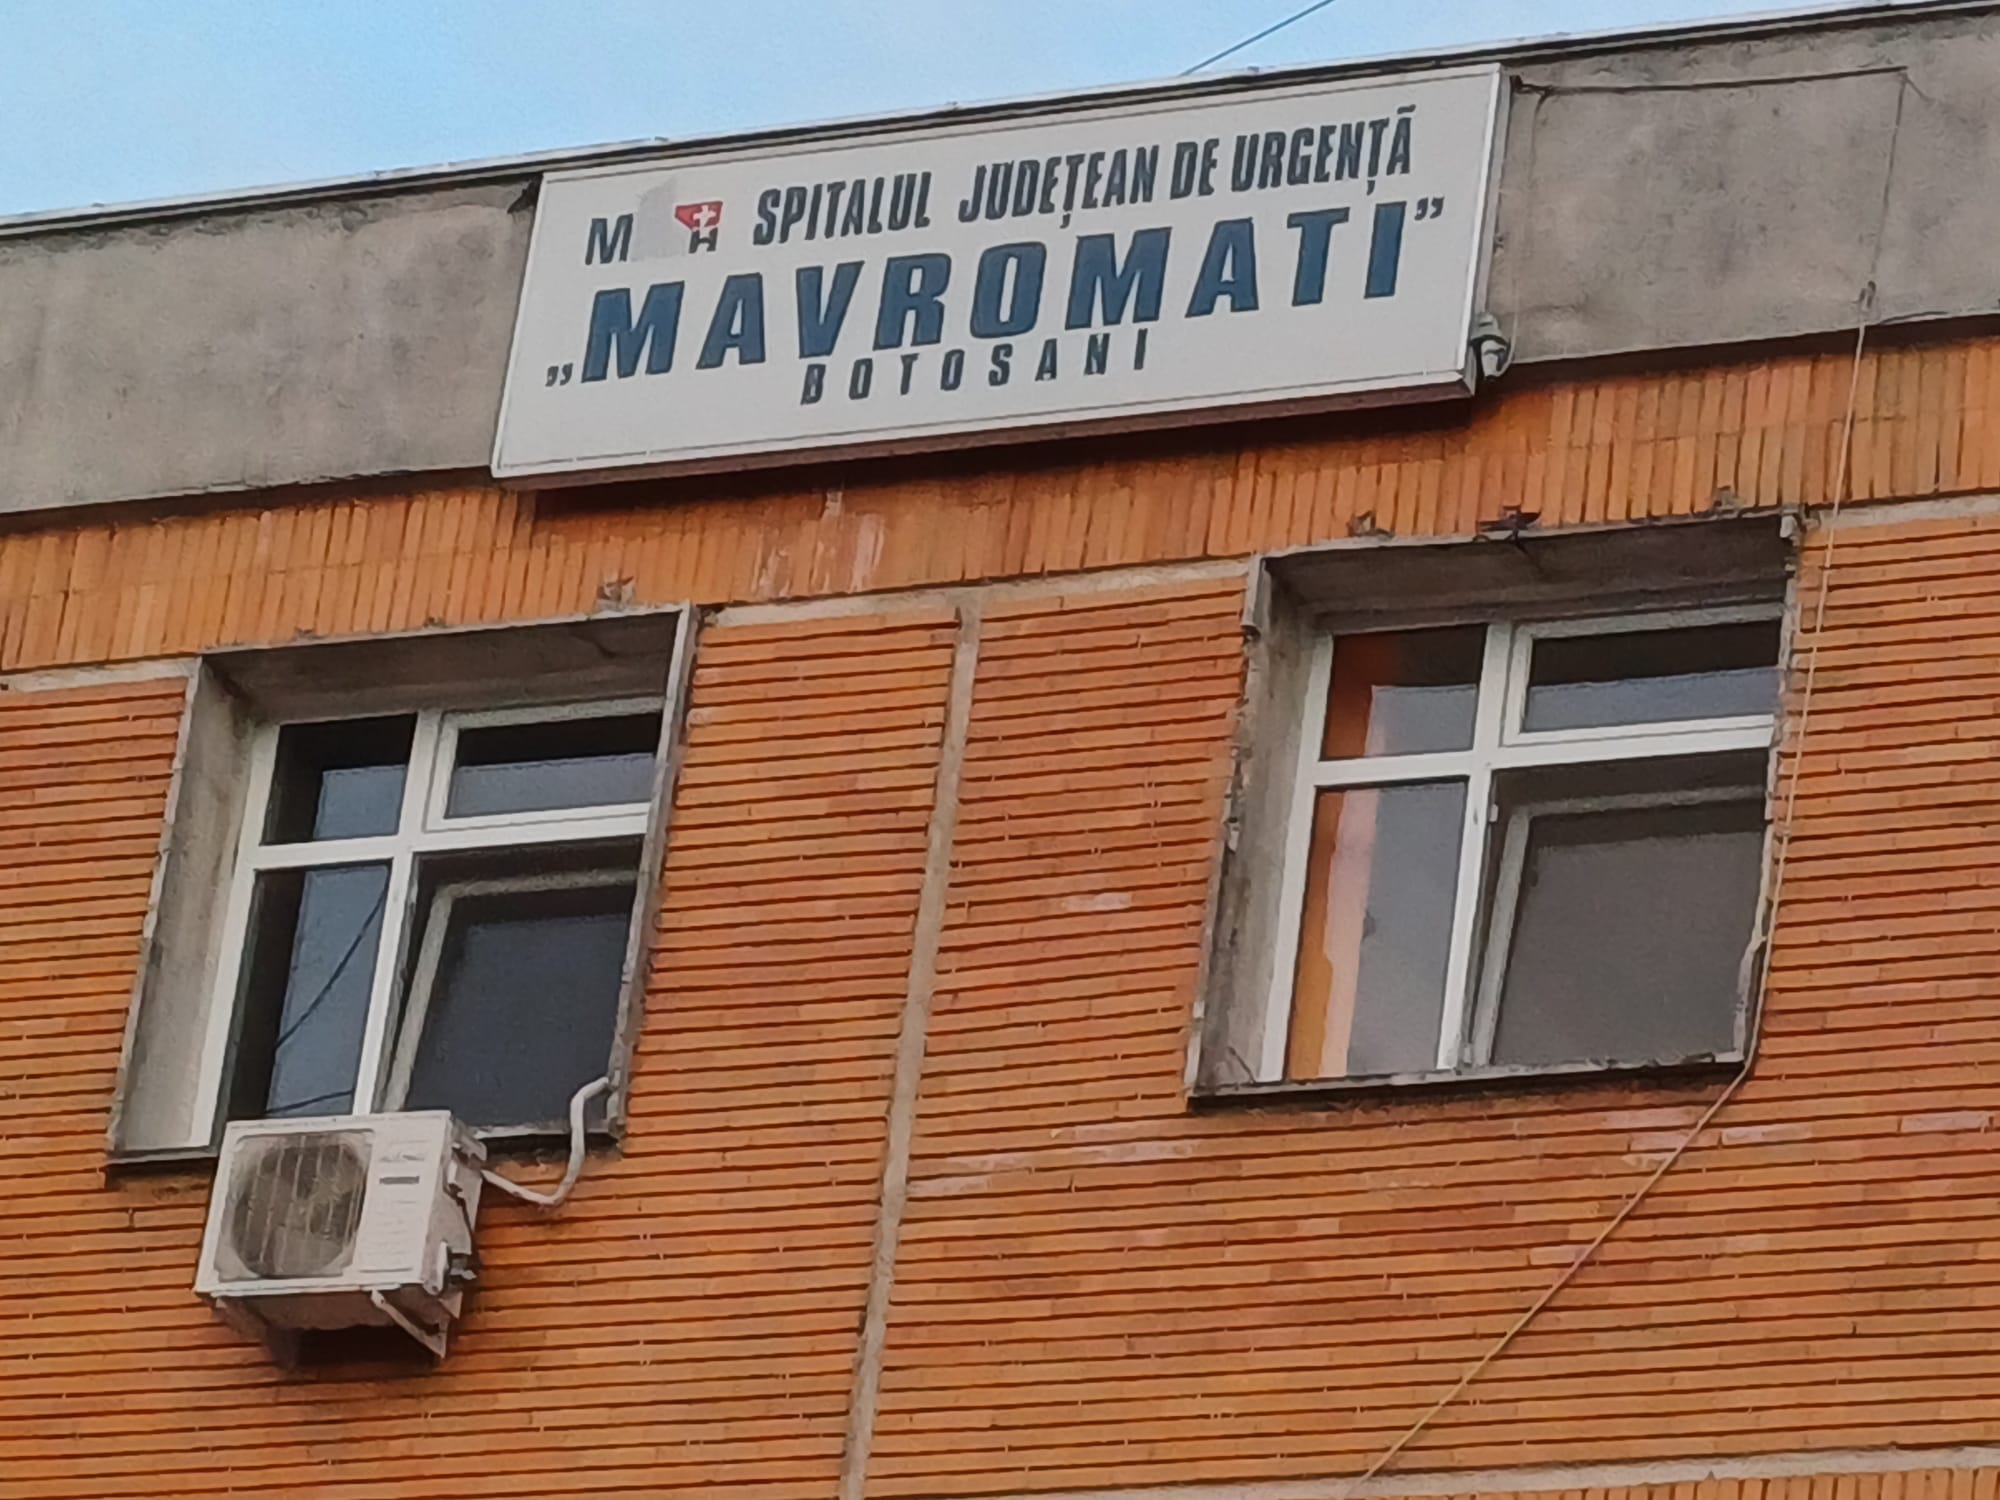 M H SPITALUL JUDEȚEAN DE URGENȚĂ
„MAVROMATI”
BOTOSANI